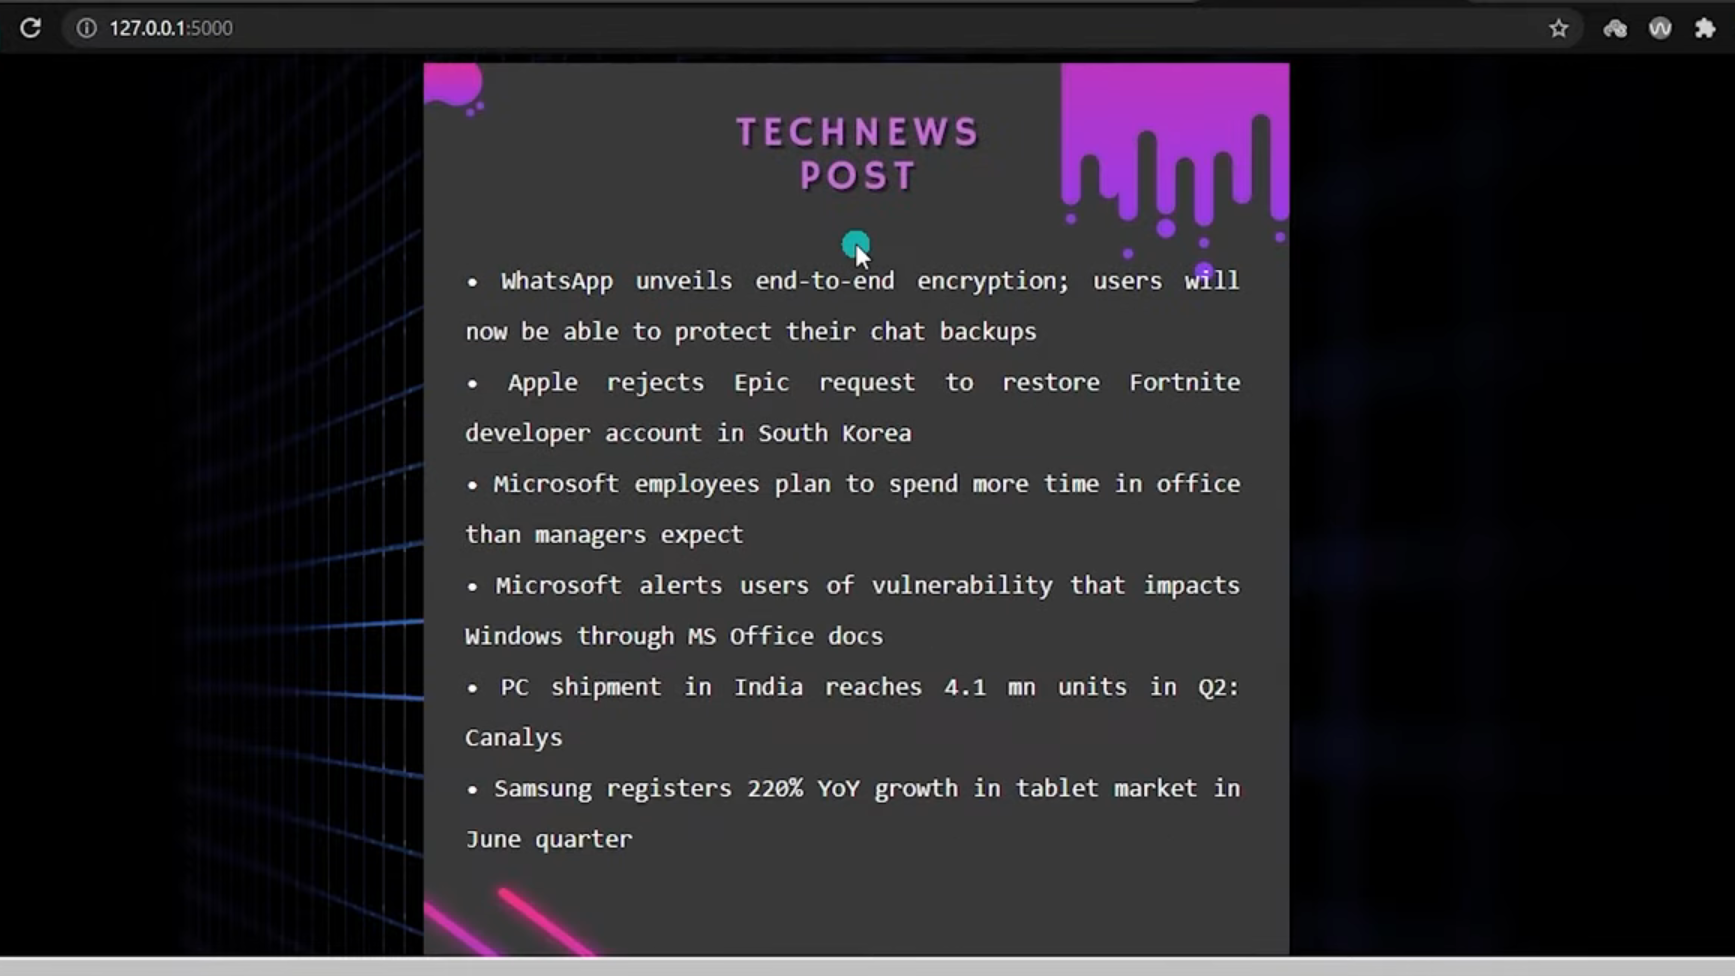 127.0.0.1:5000
TECHNEWS
POST
• WhatsApp unveils end-to-end encryption; users will
now be able to protect their chat backups
• Apple rejects Epic request to restore Fortnite
developer account in South Korea
• Microsoft employees plan to spend more time in office
than managers expect
• Microsoft alerts users of vulnerability that impacts
Windows through MS Office docs
• PC shipment in India reaches 4.1 mn units in Q2:
Canalys
• Samsung registers 220% YoY growth in tablet market in
June quarter